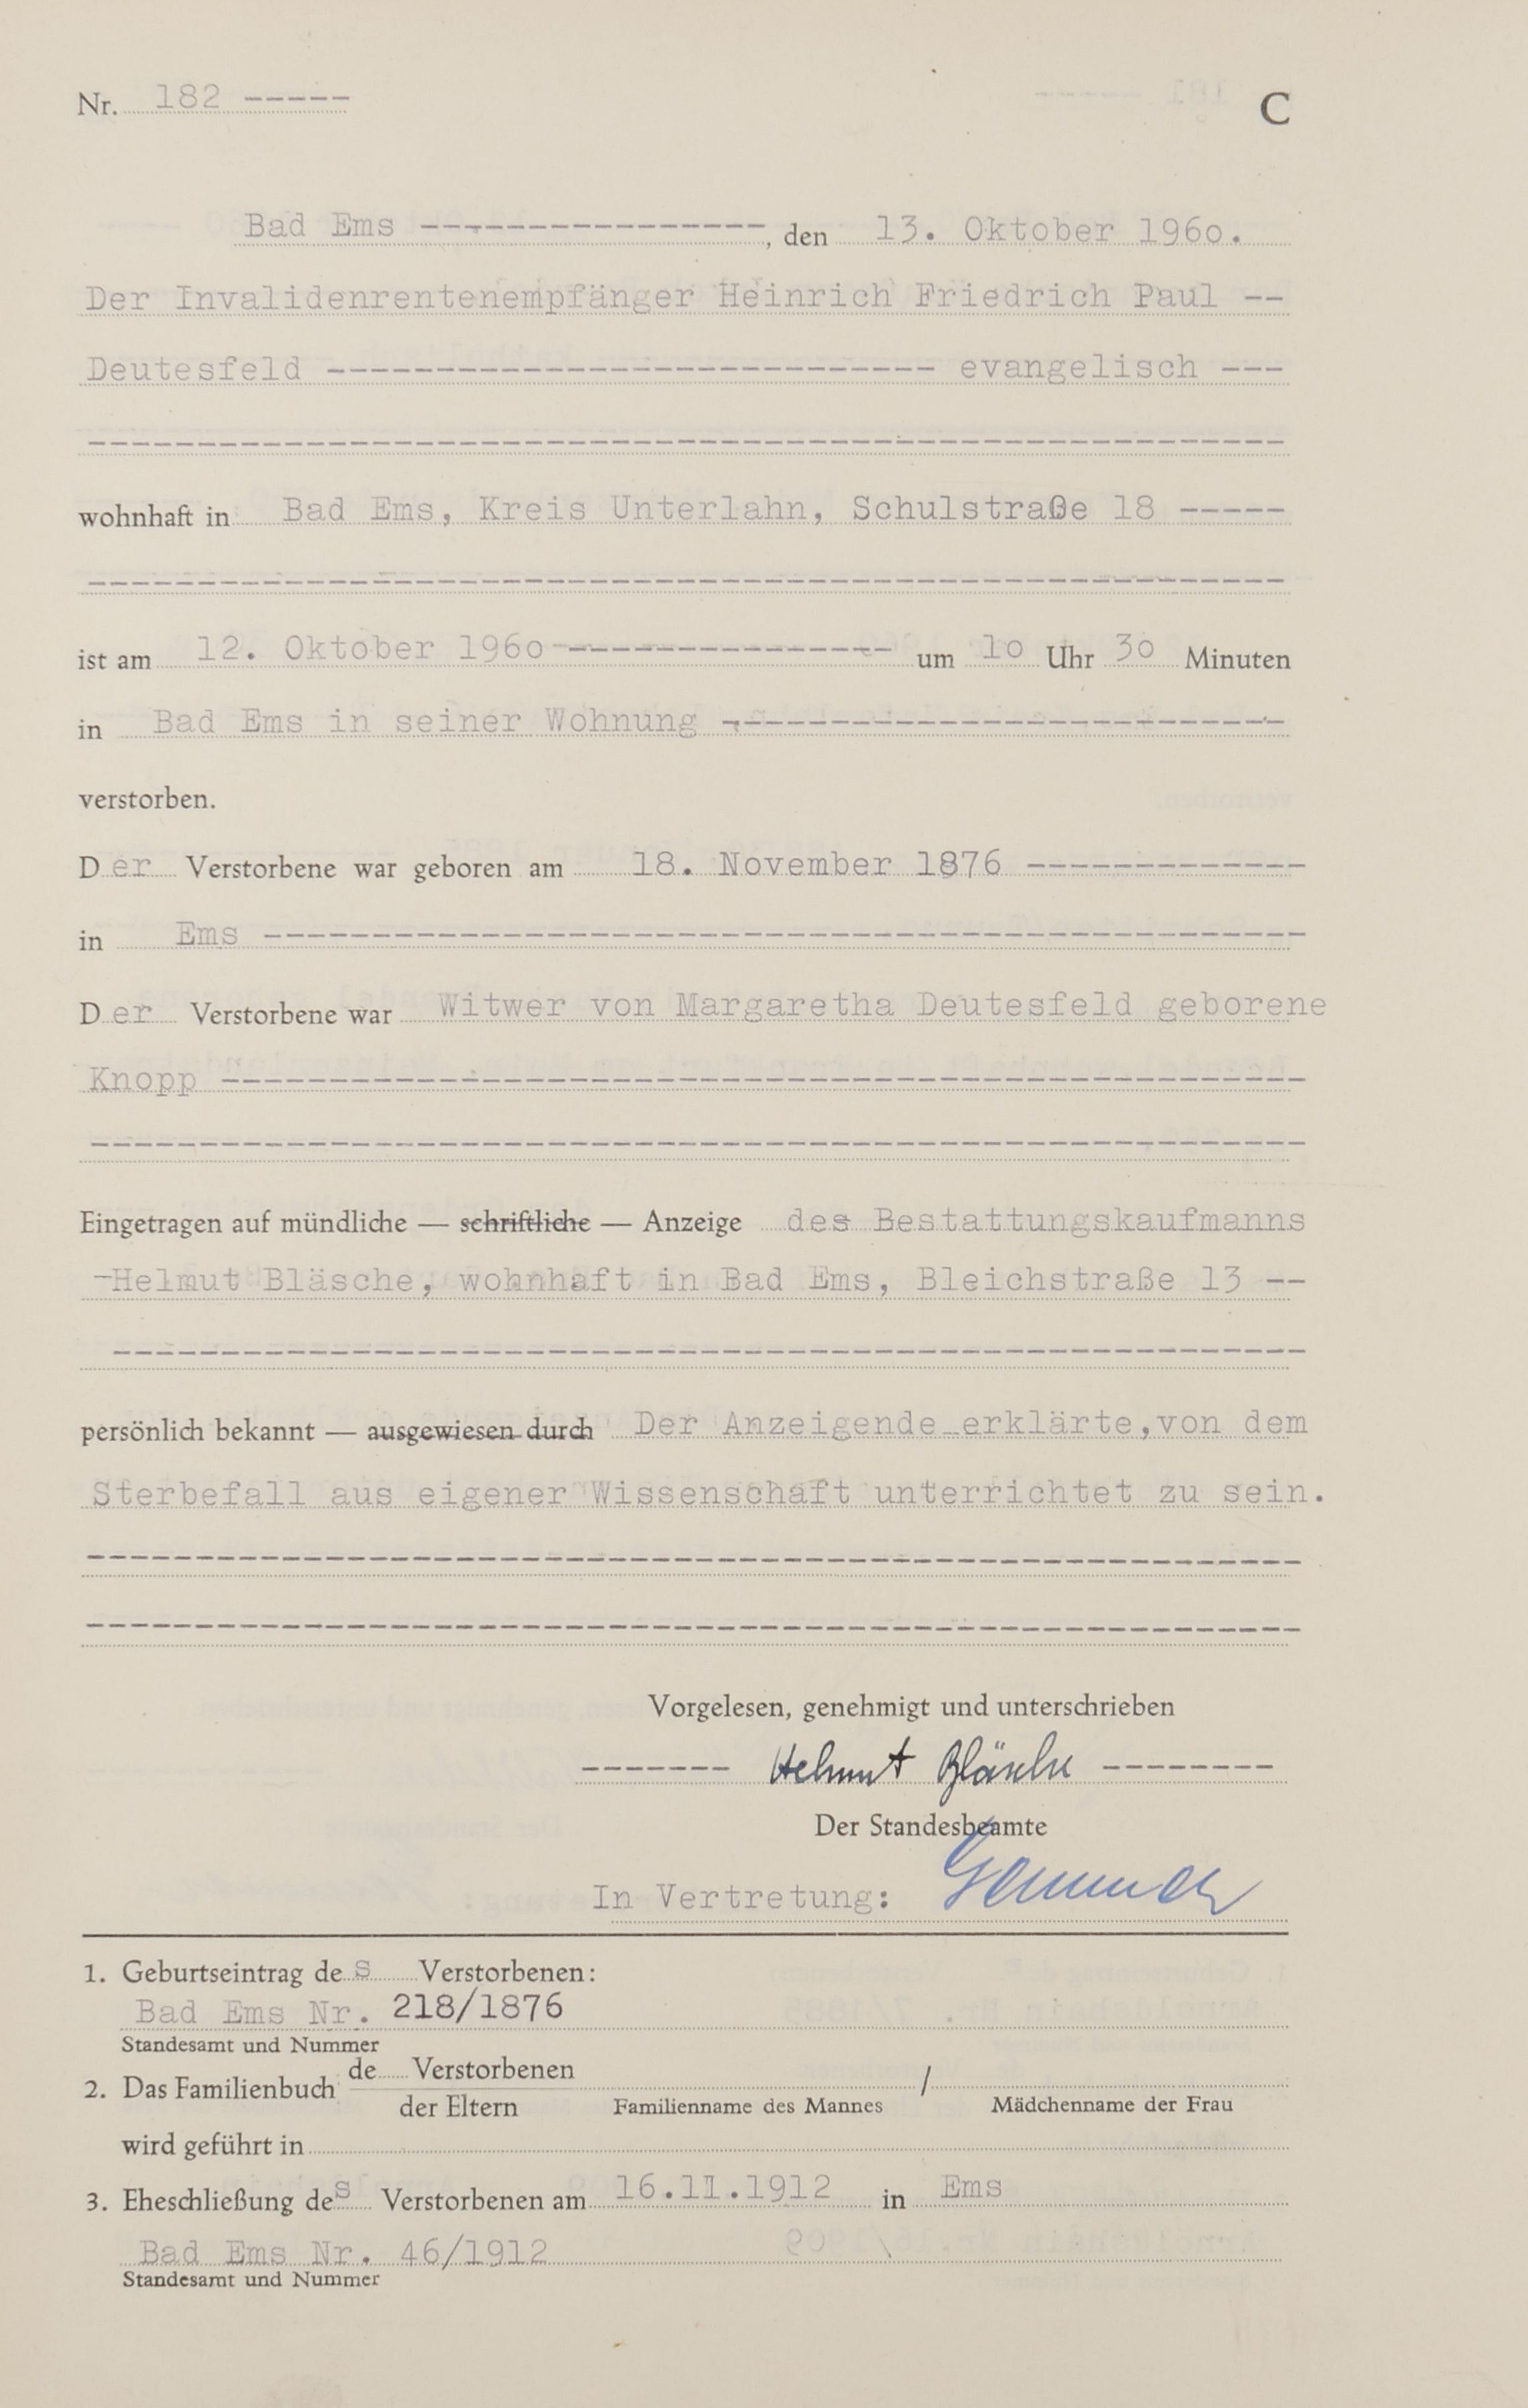 Nr. 182 ----- C
Bad Ems ----------------, den 13. Oktober 1960.
Der Invalidenrentenempfänger Heinrich Friedrich Paul --
Deutesfeld ---------------------------- evangelisch ---
wohnhaft in Bad Ems, Kreis Unterlahn, Schulstraße 18 -----
ist am 12. Oktober 1960 --------------- um 10 Uhr 30 Minuten
in Bad Ems in seiner Wohnung --------------------------
verstorben.
Der Verstorbene war geboren am 18. November 1876 -------------
in Ems ------------------------------------------------
Der Verstorbene war Witwer von Margaretha Deutesfeld geborene
Knopp --------------------------------------------------
Eingetragen auf mündliche — schriftliche — Anzeige des Bestattungskaufmanns
-Helmut Bläsche, wohnhaft in Bad Ems, Bleichstraße 13 --
persönlich bekannt — ausgewiesen durch Der Anzeigende erklärte,von dem
Sterbefall aus eigener Wissenschaft unterrichtet zu sein.
Vorgelesen, genehmigt und unterschrieben
------- Helmut Bläsche --------
Der Standesbeamte
In Vertretung:
1. Geburtseintrag des Verstorbenen:
Bad Ems Nr. 218/1876
Standesamt und Nummer
2. Das Familienbuch de Verstorbenen /
der Eltern Familienname des Mannes Mädchenname der Frau
wird geführt in
3. Eheschließung des Verstorbenen am 16.11.1912 in Ems
Bad Ems Nr. 46/1912
Standesamt und Nummer